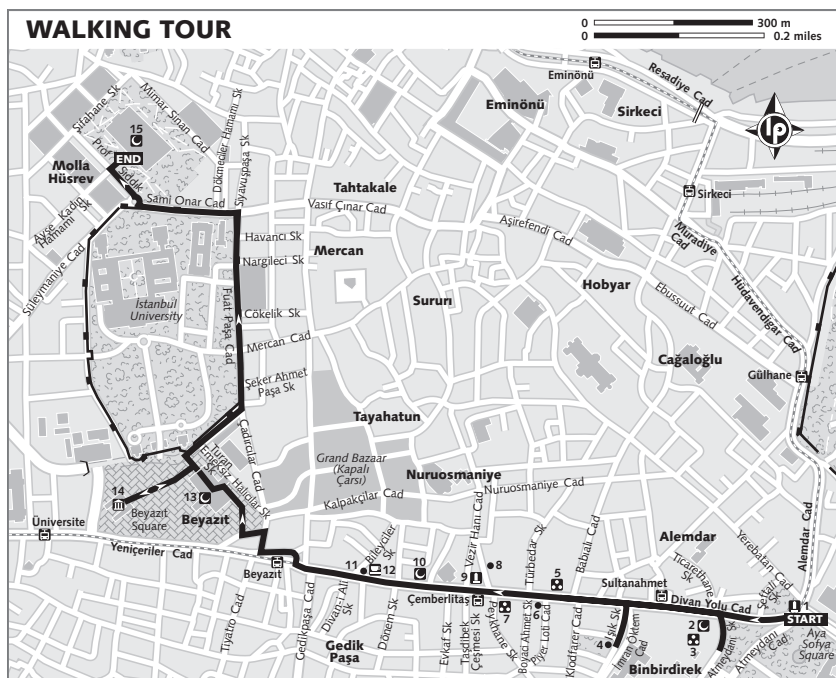 WALKING TOUR
0 300 m
0 0.2 miles
Eminönü
Reşadiye Cad
Eminönü
Sirkeci
lp
Sirkeci
Muradiye
Cad
Hüdavendigar Cad
Gülhane
Alemdar Cad
Şifahane Sk
Mimar Sinan Cad
Dökmeciler Hamamı Sk
Siyavuşpaşa Sk
15
END
Prof Sıddık
Molla
Hüsrev
Ayşe Kadın
Hamamı Sk
Sami Onar Cad
Süleymaniye Cad
Tahtakale
Vasıf Çınar Cad
Aşirefendi Cad
Havancı Sk
Mercan
Nargileci Sk
İstanbul
University
Fuat Paşa Cad
Sururi
Hobyar
Ebussuut Cad
Cağaloğlu
Çökelik Sk
Mercan Cad
Şeker Ahmet
Paşa Sk
Tayahatun
Çadırcılar Cad
Grand Bazaar
(Kapalı
Çarsı)
Nuruosmaniye
Turan
Emeksiz
Sk
Halıcılar Sk
Kalpakçılar Cad
Nuruosmaniye Cad
14
Beyazıt
Square
13
Beyazıt
Üniversite
Yeniçeriler Cad
Beyazıt
Bileyciler
Sk
11
12
10
Vezir Hanı Cad
8
9
Çemberlitaş
Türbedar Sk
5
Babıali Cad
Alemdar
Yerebatan Cad
Ticarethane
Sk
Şeftali
Sk
Sultanahmet
Divan Yolu Cad
1
START
Aya
Sofya
Square
2
3
Atmeydanı Sk
Atmeydanı
Cad
Binbirdirek
Tiyatro Cad
Gedikpaşa Cad
Divan-i Ali
Sk
Gedik
Paşa
Dönem Sk
Evkaf Sk
Taşdibek
Çeşmesi Sk
7
Peykhane Sk
Boyacı Ahmet Sk
6
Piyer Loti Cad
Klodfarer Cad
4
Işık Sk
İmran Öktem
Cad